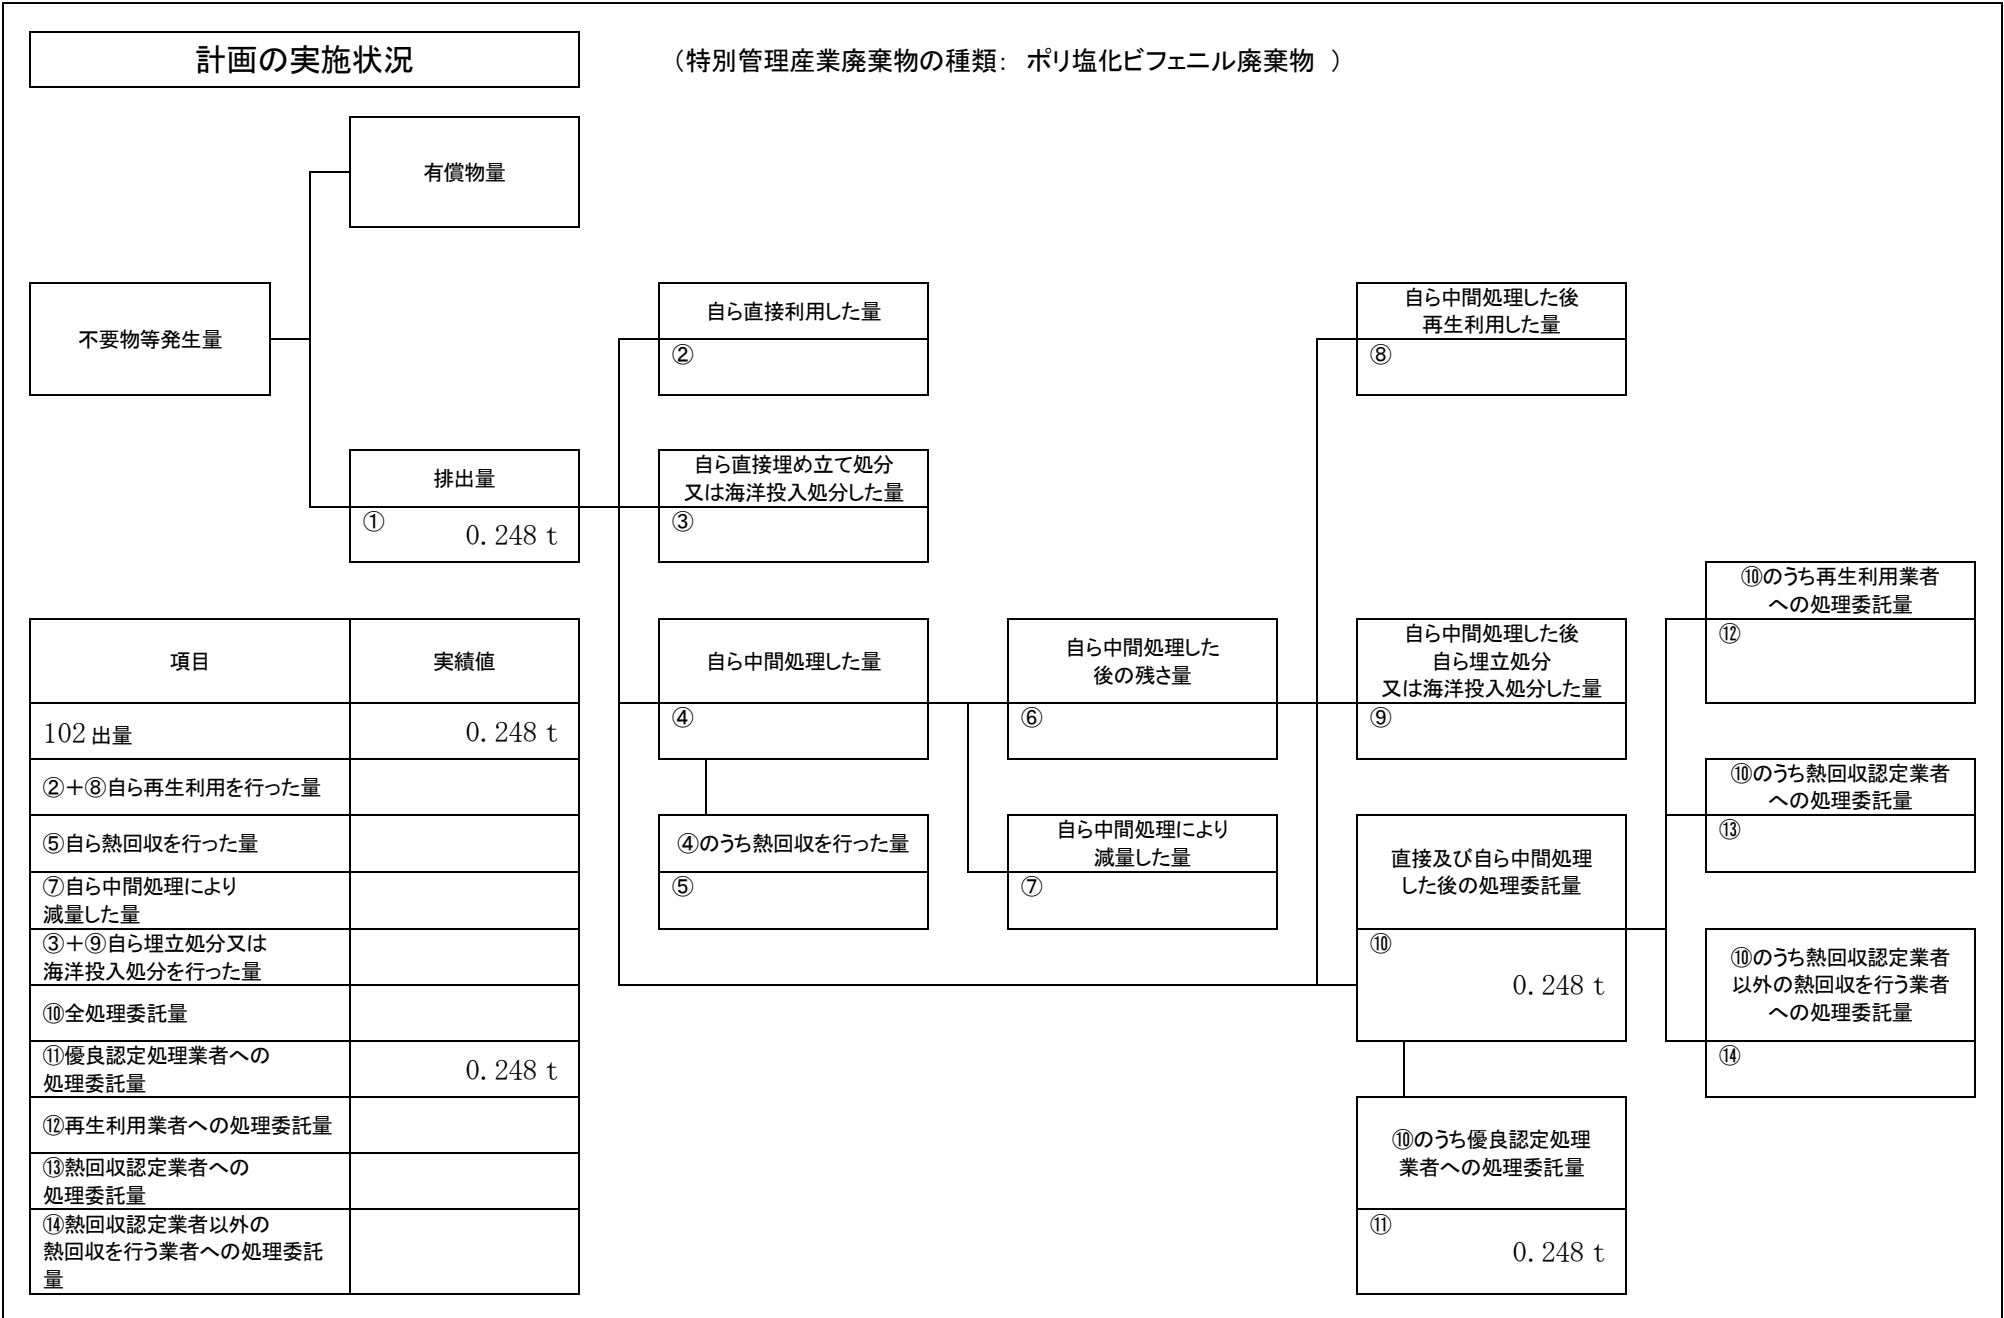 計画の実施状況
（特別管理産業廃棄物の種類： ポリ塩化ビフェニル廃棄物 ）
有償物量
不要物等発生量
自ら直接利用した量
②
自ら中間処理した後
再生利用した量
⑧
排出量
① 0.248 t
自ら直接埋め立て処分
又は海洋投入処分した量
③
⑩のうち再生利用業者
への処理委託量
⑫
項目 実績値
102 出量 0.248 t
②＋⑧自ら再生利用を行った量
⑤自ら熱回収を行った量
⑦自ら中間処理により
減量した量
③＋⑨自ら埋立処分又は
海洋投入処分を行った量
⑩全処理委託量
⑪優良認定処理業者への
処理委託量
0.248 t
⑫再生利用業者への処理委託量
⑬熱回収認定業者への
処理委託量
⑭熱回収認定業者以外の
熱回収を行う業者への処理委託
量
自ら中間処理した量
④
自ら中間処理した
後の残さ量
⑥
自ら中間処理した後
自ら埋立処分
又は海洋投入処分した量
⑨
⑩のうち熱回収認定業者
への処理委託量
⑬
④のうち熱回収を行った量
⑤
自ら中間処理により
減量した量
⑦
直接及び自ら中間処理
した後の処理委託量
⑩
0.248 t
⑩のうち熱回収認定業者
以外の熱回収を行う業者
への処理委託量
⑭
⑩のうち優良認定処理
業者への処理委託量
⑪
0.248 t